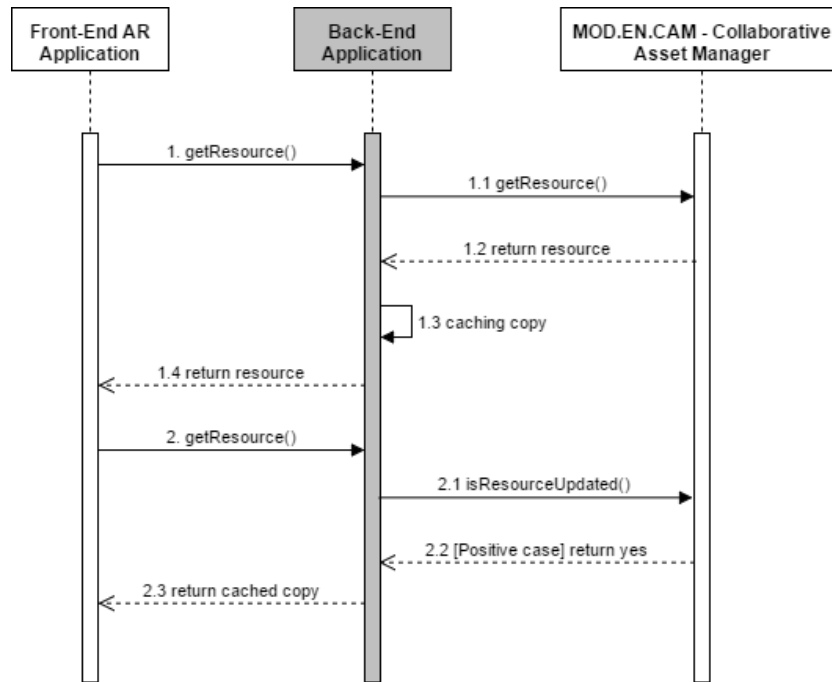 Front-End AR
Application
Back-End
Application
MOD.EN.CAM - Collaborative
Asset Manager
1. getResource()
1.1 getResource()
1.2 return resource
1.3 caching copy
1.4 return resource
2. getResource()
2.1 isResourceUpdated()
2.2 [Positive case] return yes
2.3 return cached copy